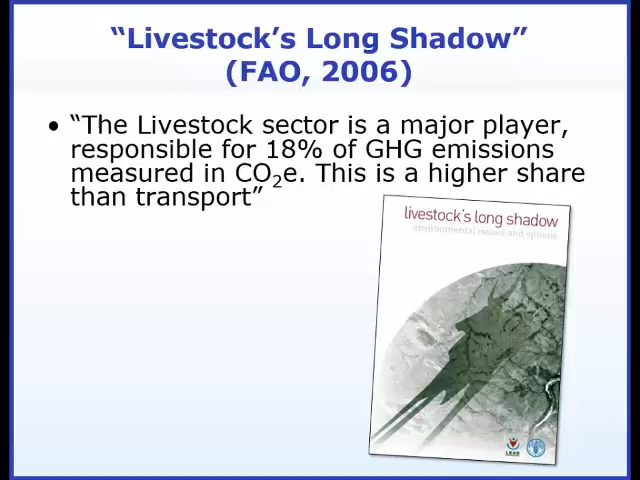 “Livestock’s Long Shadow”
(FAO, 2006)
• “The Livestock sector is a major player,
responsible for 18% of GHG emissions
measured in CO₂e. This is a higher share
than transport”
livestock's long shadow
environmental issues and options
LEAD